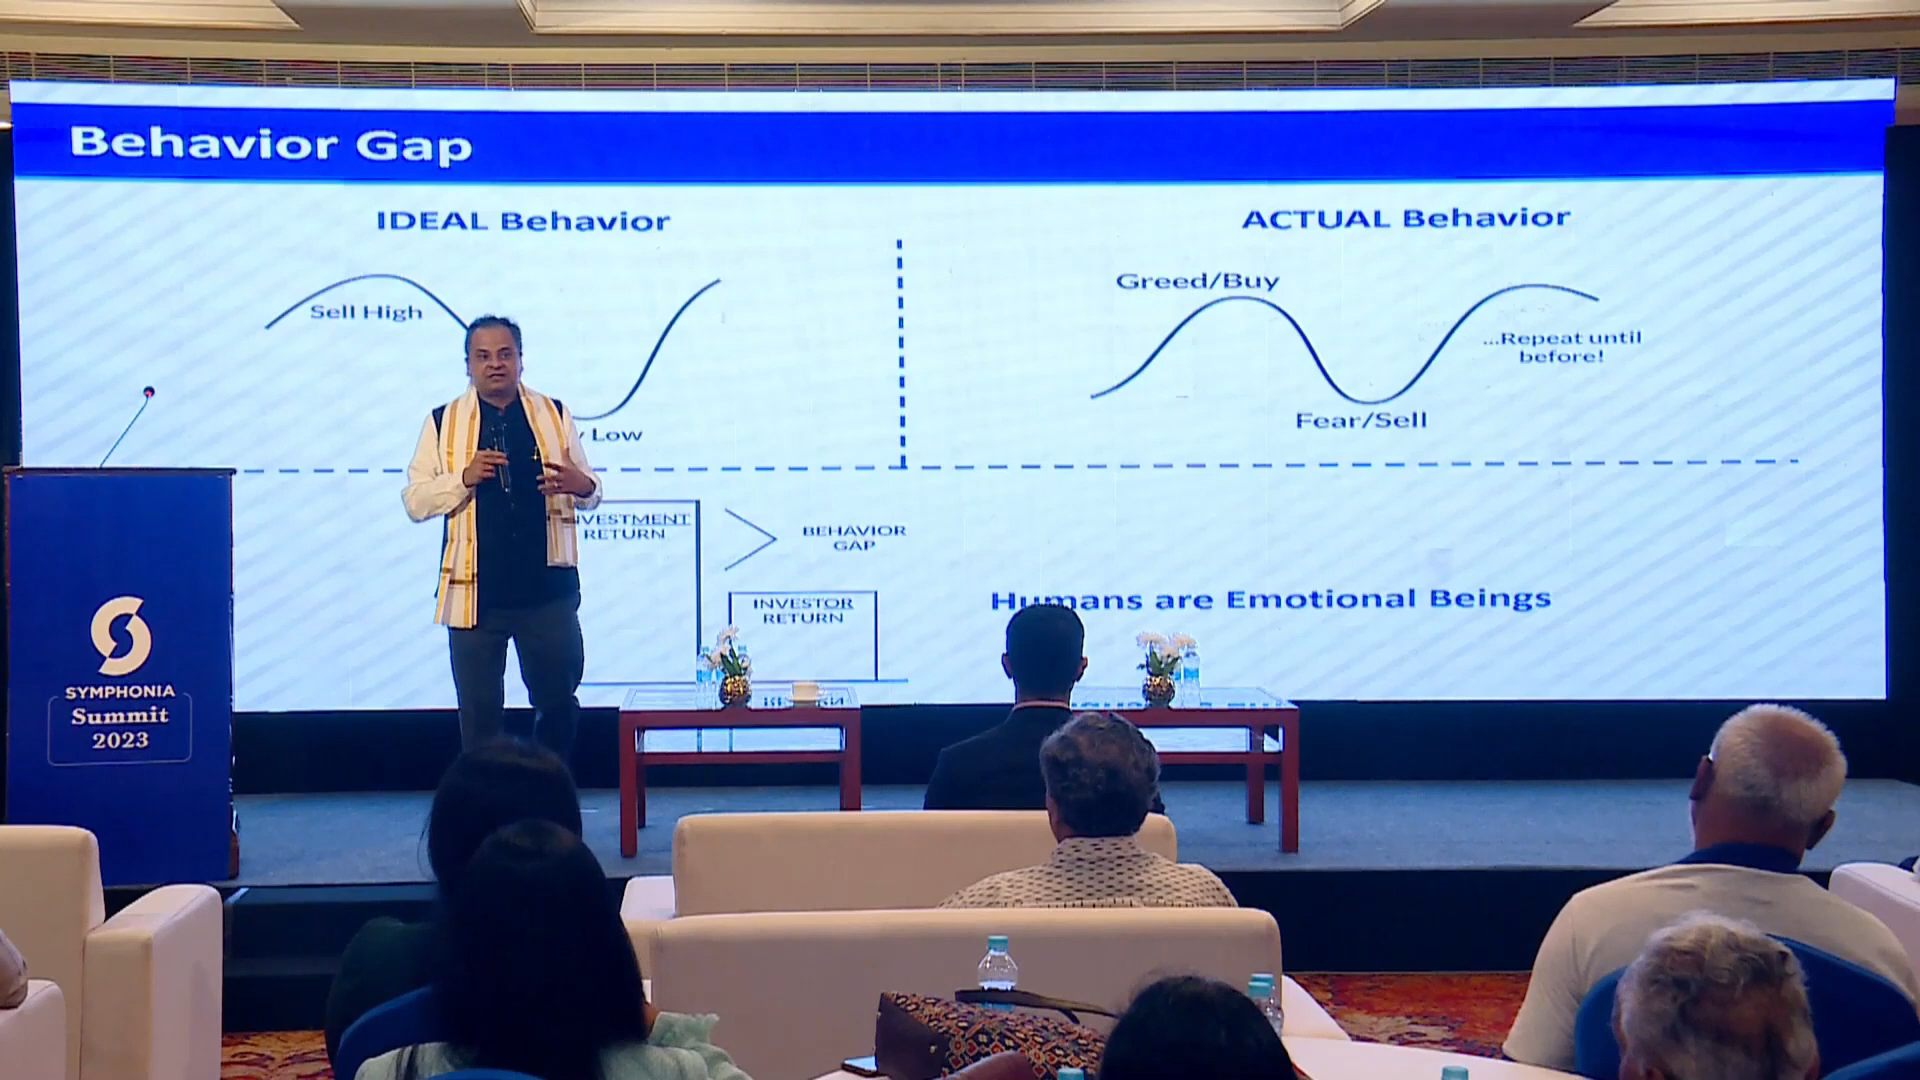 Behavior Gap
IDEAL Behavior
Sell High
Low
ACTUAL Behavior
Greed/Buy
...Repeat until
before!
Fear/Sell
NVESTMENT
RETURN
BEHAVIOR
GAP
INVESTOR
RETURN
Humans are Emotional Beings
SYMPHONIA
Summit
2023